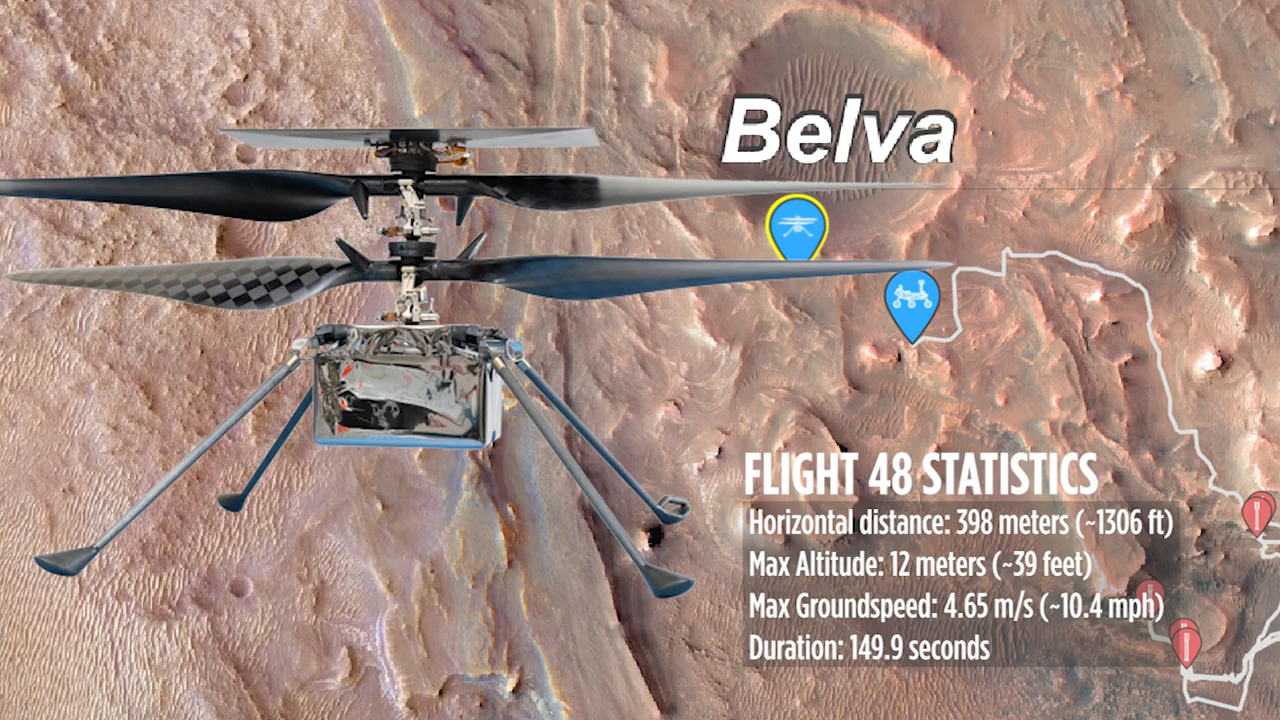 Belva
FLIGHT 48 STATISTICS
Horizontal distance: 398 meters (~1306 ft)
Max Altitude: 12 meters (~39 feet)
Max Groundspeed: 4.65 m/s (~10.4 mph)
Duration: 149.9 seconds